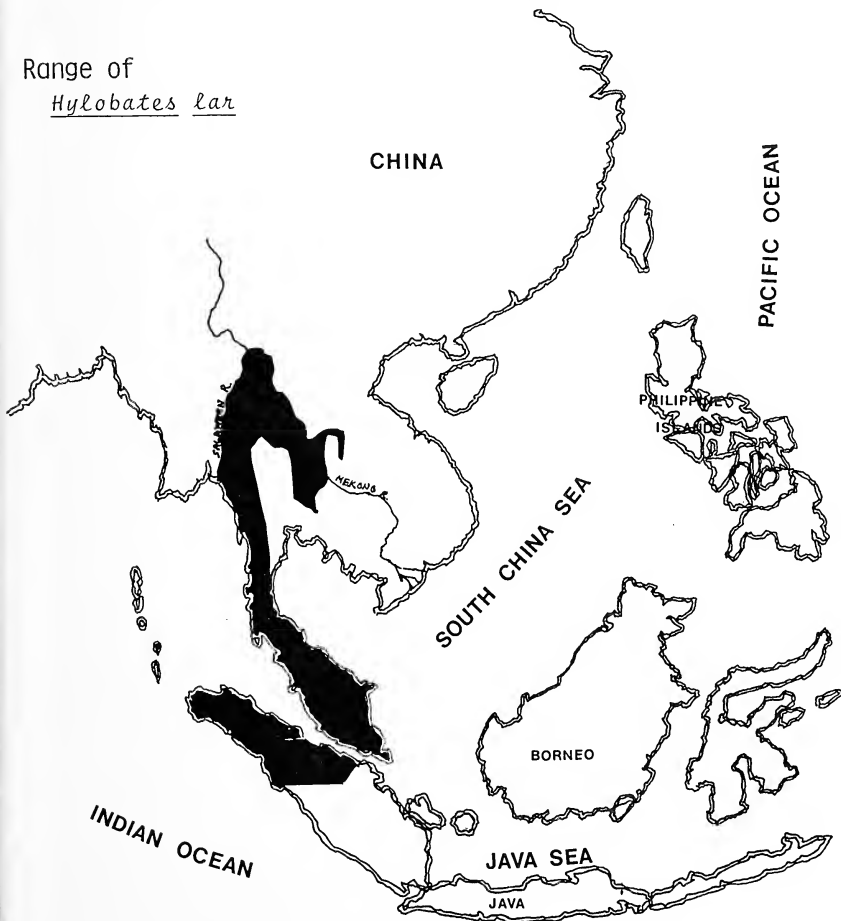 Range of
Hylobates lar
CHINA
PACIFIC OCEAN
PHILIPPINE
ISLANDS
SALWEEN R.
MEKONG R.
SOUTH CHINA SEA
BORNEO
INDIAN OCEAN
JAVA SEA
JAVA